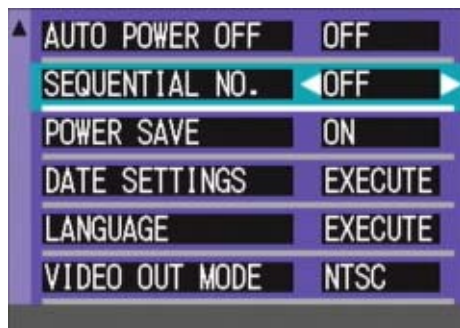 AUTO POWER OFF OFF
SEQUENTIAL NO. OFF
POWER SAVE ON
DATE SETTINGS EXECUTE
LANGUAGE EXECUTE
VIDEO OUT MODE NTSC